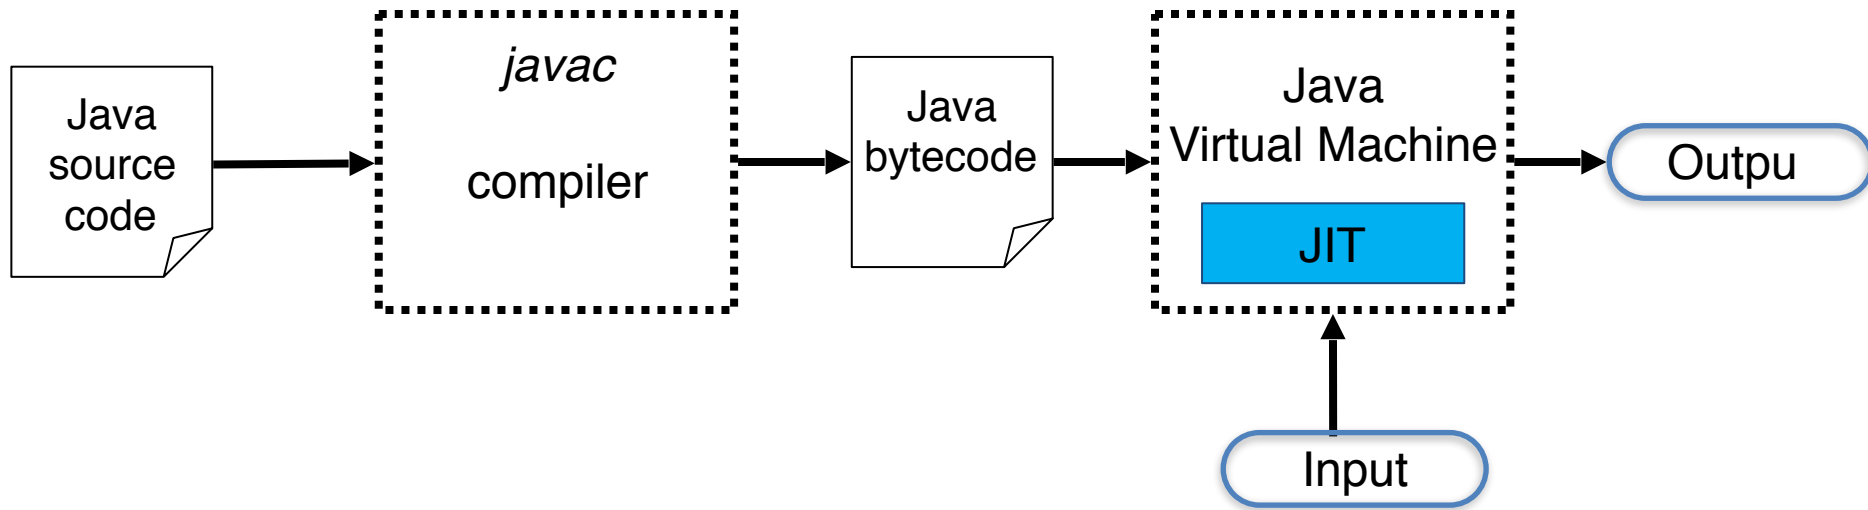 Java
source
code
javac
compiler
Java
bytecode
Java
Virtual Machine
JIT
Outpu
Input